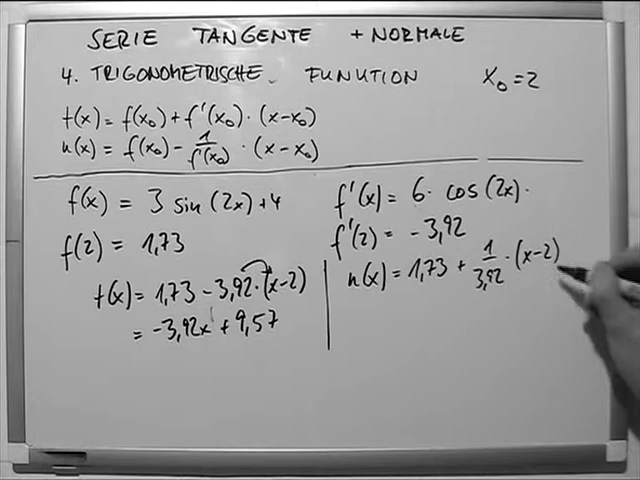 SERIE TANGENTE + NORMALE
4. TRIGONOMETRISCHE FUNKTION x₀ = 2
t(x) = f(x₀) + f'(x₀) · (x-x₀)
n(x) = f(x₀) - 1/f'(x₀) · (x-x₀)
f(x) = 3 sin(2x)+4
f(2) = 1,73
t(x) = 1,73 - 3,92 · (x-2)
= -3,92x + 9,57
f'(x) = 6 · cos(2x) ·
f'(2) = -3,92
n(x) = 1,73 + 1/3,92 · (x-2)